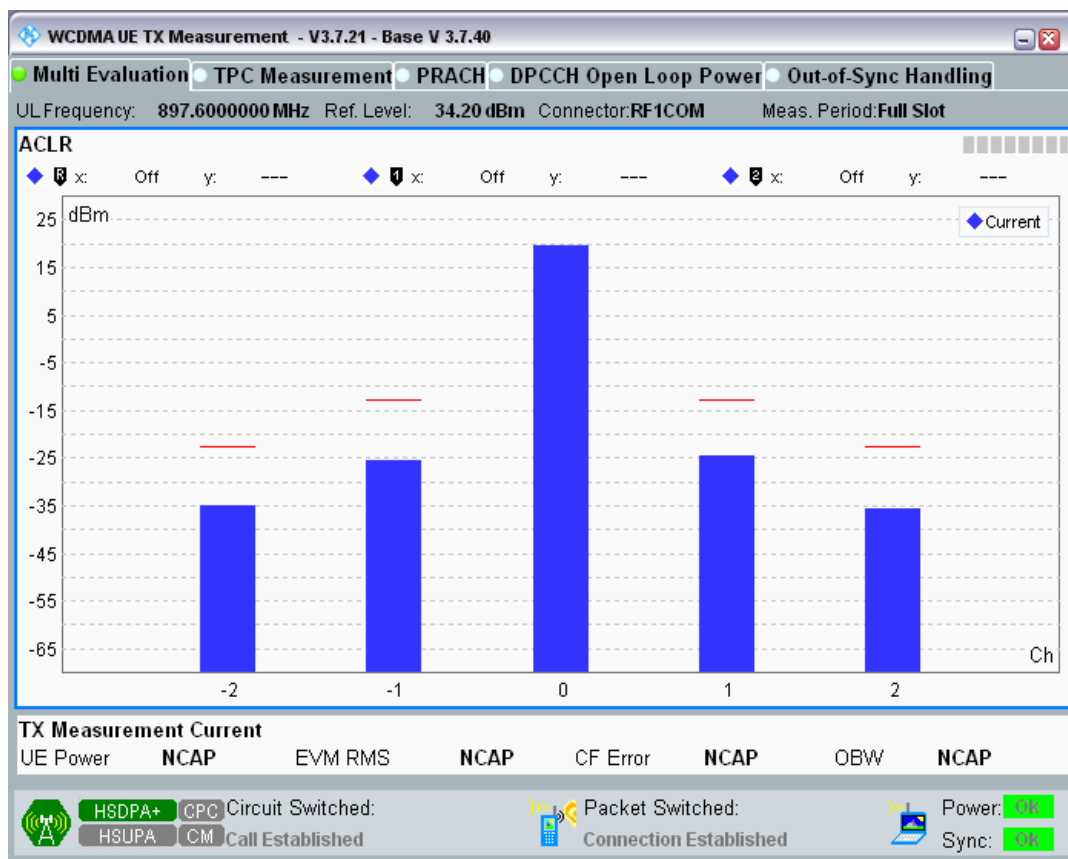 WCDMA UE TX Measurement - V3.7.21 - Base V 3.7.40
Multi Evaluation TPC Measurement PRACH DPCCH Open Loop Power Out-of-Sync Handling
UL Frequency: 897.6000000 MHz Ref. Level: 34.20 dBm Connector:RF1COM Meas. Period:Full Slot
ACLR
R x: Off y: --- 1 x: Off y: --- 2 x: Off y: ---
dBm
Current
25
15
5
-5
-15
-25
-35
-45
-55
-65
Ch
-2 -1 0 1 2
TX Measurement Current
UE Power NCAP EVM RMS NCAP CF Error NCAP OBW NCAP
HSDPA+ CPC Circuit Switched: Packet Switched: Power: Ok
HSUPA CM Call Established Connection Established Sync: Ok